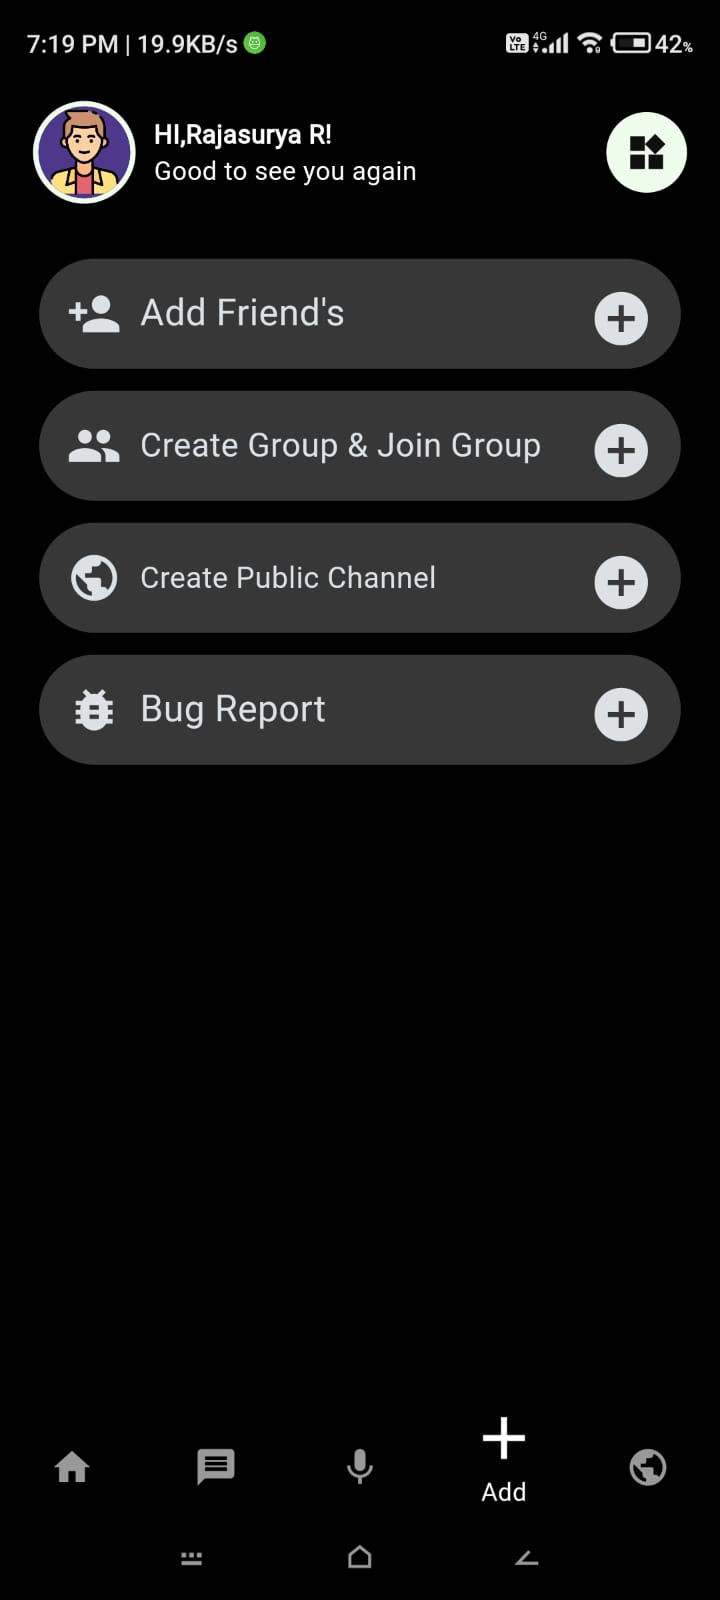 7:19 PM | 19.9KB/s
Vo LTE 4G 42%
HI,Rajasurya R!
Good to see you again
Add Friend's
Create Group & Join Group
Create Public Channel
Bug Report
Add